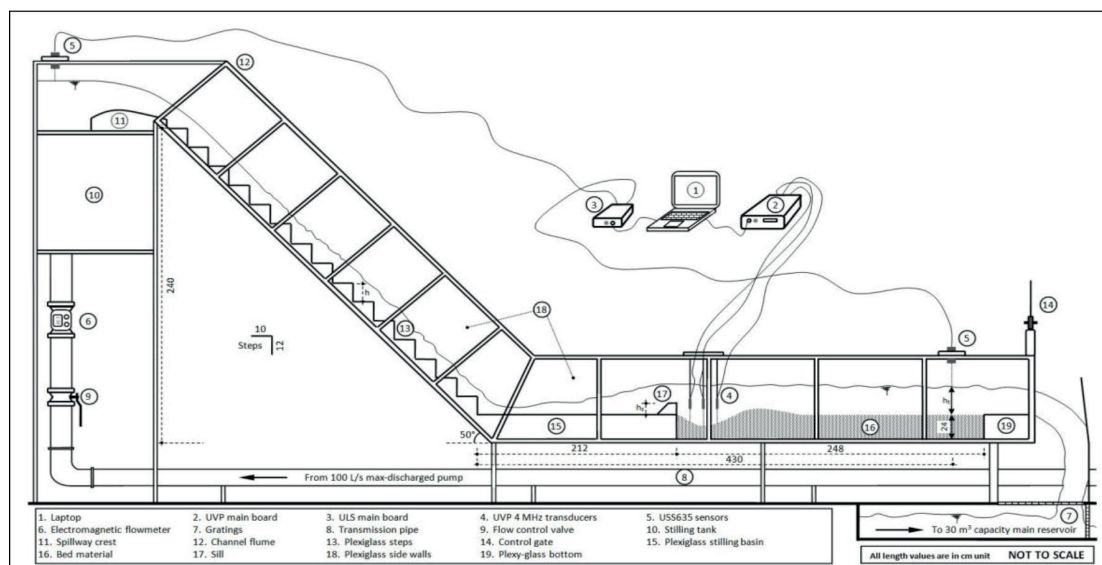 5
12
11
10
240
6
9
10
Steps
12
h
13
18
3
1
2
14
5
17
hs
4
h₅
24
15
16
19
50°
212
248
430
From 100 L/s max-discharged pump
8
7
To 30 m³ capacity main reservoir
1. Laptop 2. UVP main board 3. ULS main board 4. UVP 4 MHz transducers 5. USS635 sensors
6. Electromagnetic flowmeter 7. Gratings 8. Transmission pipe 9. Flow control valve 10. Stilling tank
11. Spillway crest 12. Channel flume 13. Plexiglass steps 14. Control gate 15. Plexiglass stilling basin
16. Bed material 17. Sill 18. Plexiglass side walls 19. Plexy-glass bottom
All length values are in cm unit NOT TO SCALE